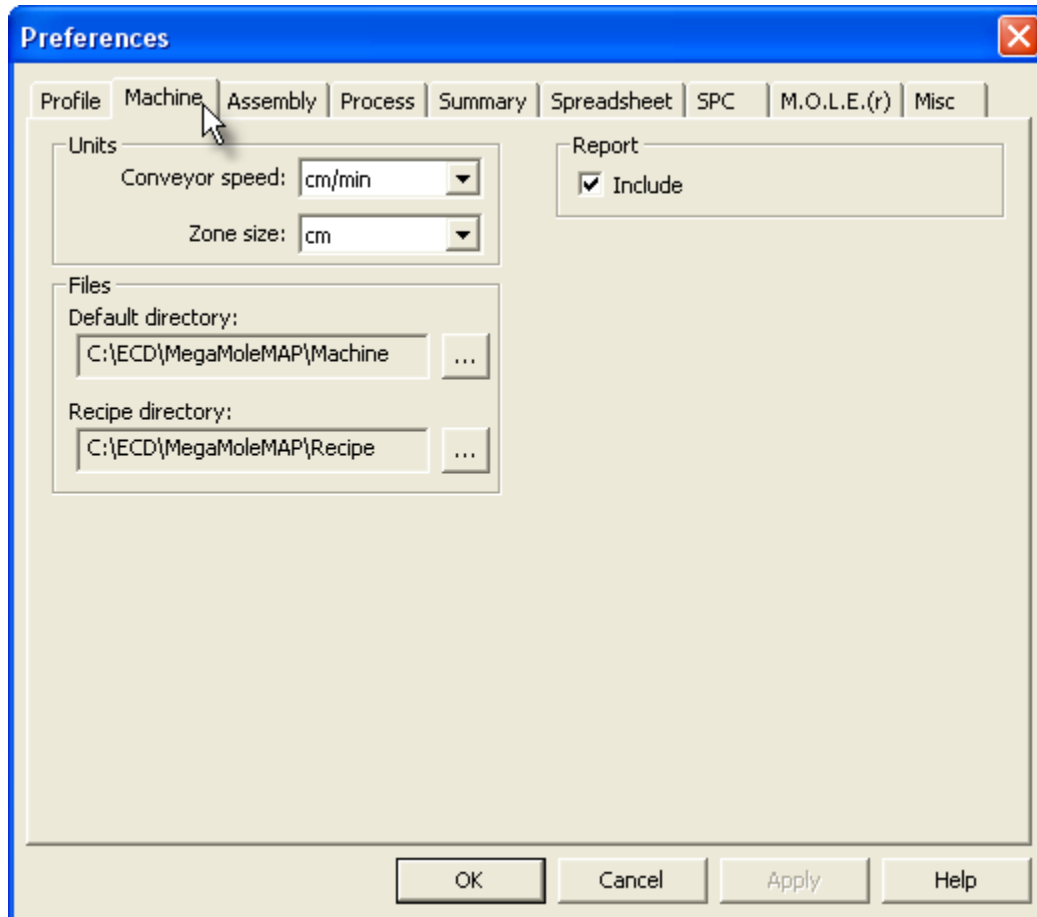 Preferences
Profile Machine Assembly Process Summary Spreadsheet SPC M.O.L.E.(r) Misc
Units
Conveyor speed: cm/min
Zone size: cm
Report
Include
Files
Default directory:
C:\ECD\MegaMoleMAP\Machine ...
Recipe directory:
C:\ECD\MegaMoleMAP\Recipe ...
OK Cancel Apply Help